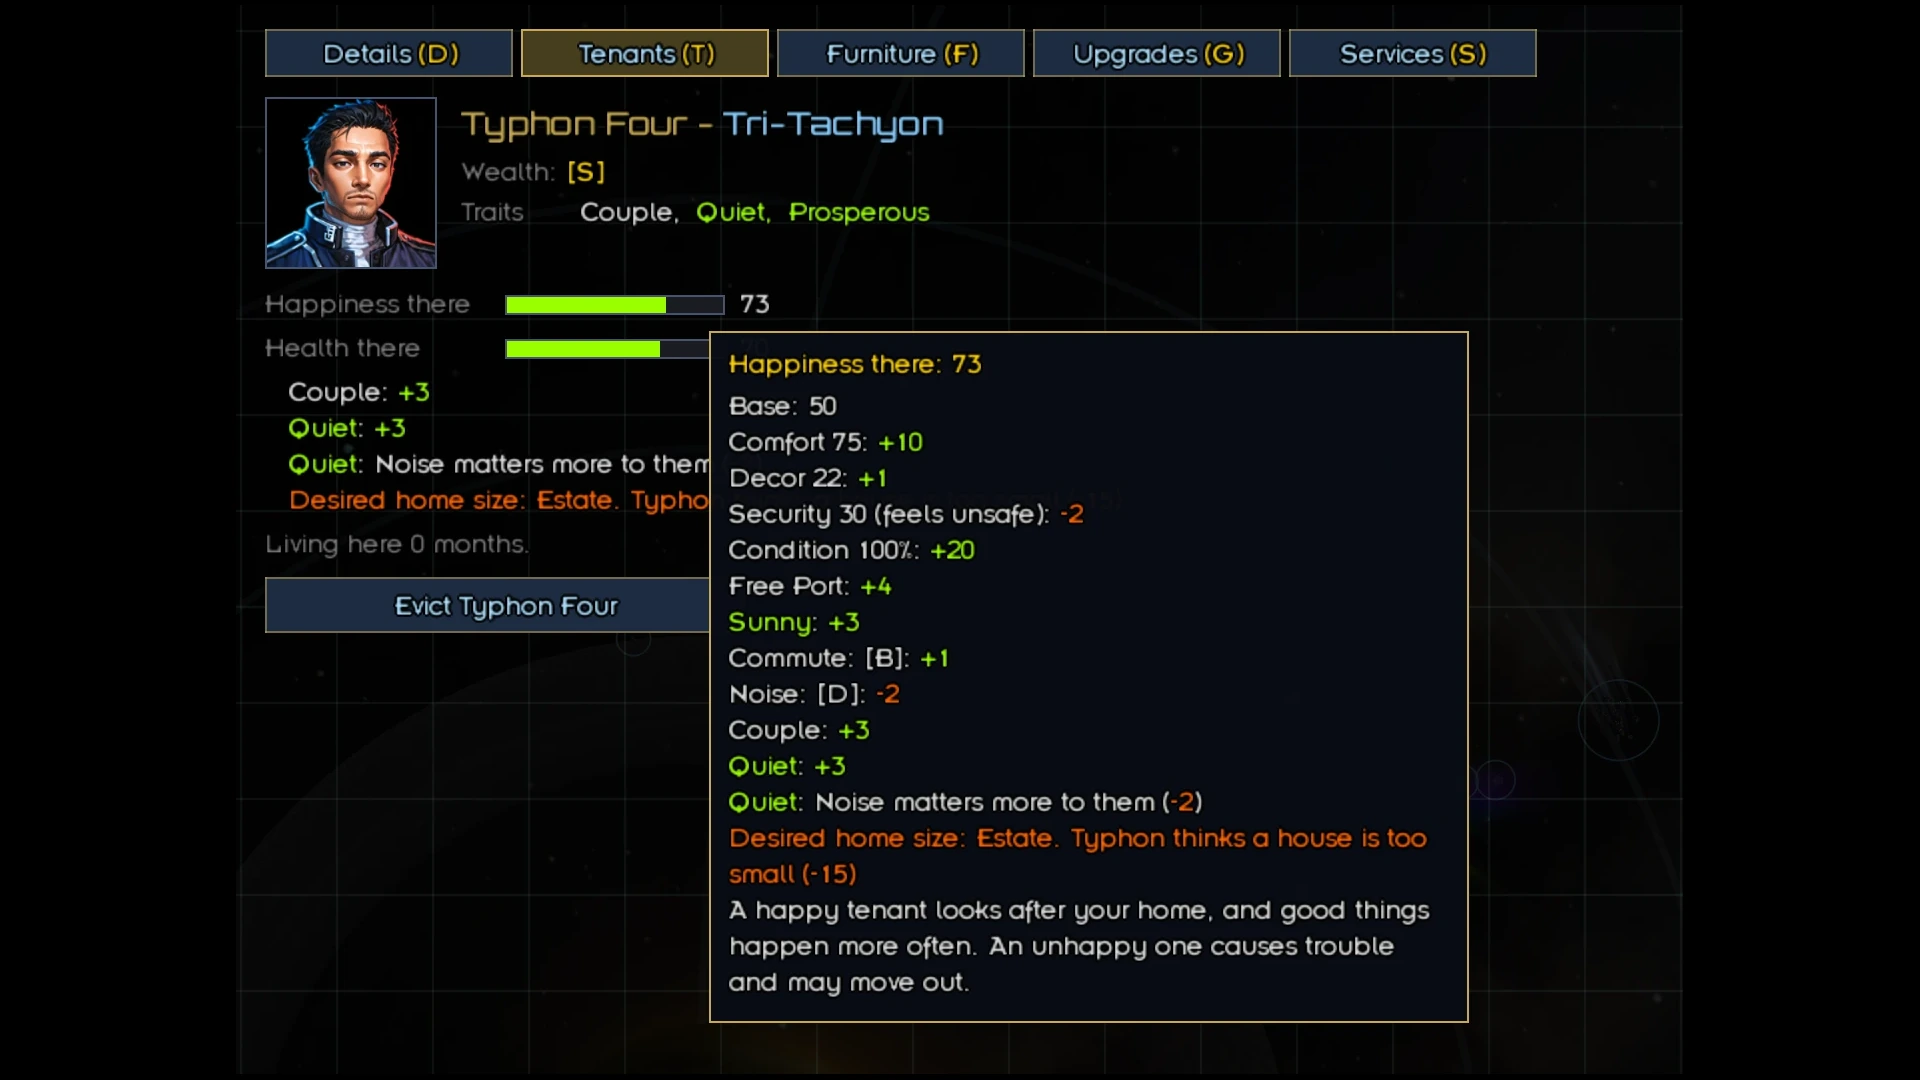 Details (D)
Tenants (T)
Furniture (F)
Upgrades (G)
Services (S)
Typhon Four - Tri-Tachyon
Wealth: [S]
Traits Couple, Quiet, Prosperous
Happiness there 73
Health there
Couple: +3
Quiet: +3
Quiet: Noise matters more to them
Desired home size: Estate. Typho
Living here 0 months.
Evict Typhon Four
Happiness there: 73
Base: 50
Comfort 75: +10
Decor 22: +1
Security 30 (feels unsafe): -2
Condition 100%: +20
Free Port: +4
Sunny: +3
Commute: [B]: +1
Noise: [D]: -2
Couple: +3
Quiet: +3
Quiet: Noise matters more to them (-2)
Desired home size: Estate. Typhon thinks a house is too
small (-15)
A happy tenant looks after your home, and good things
happen more often. An unhappy one causes trouble
and may move out.